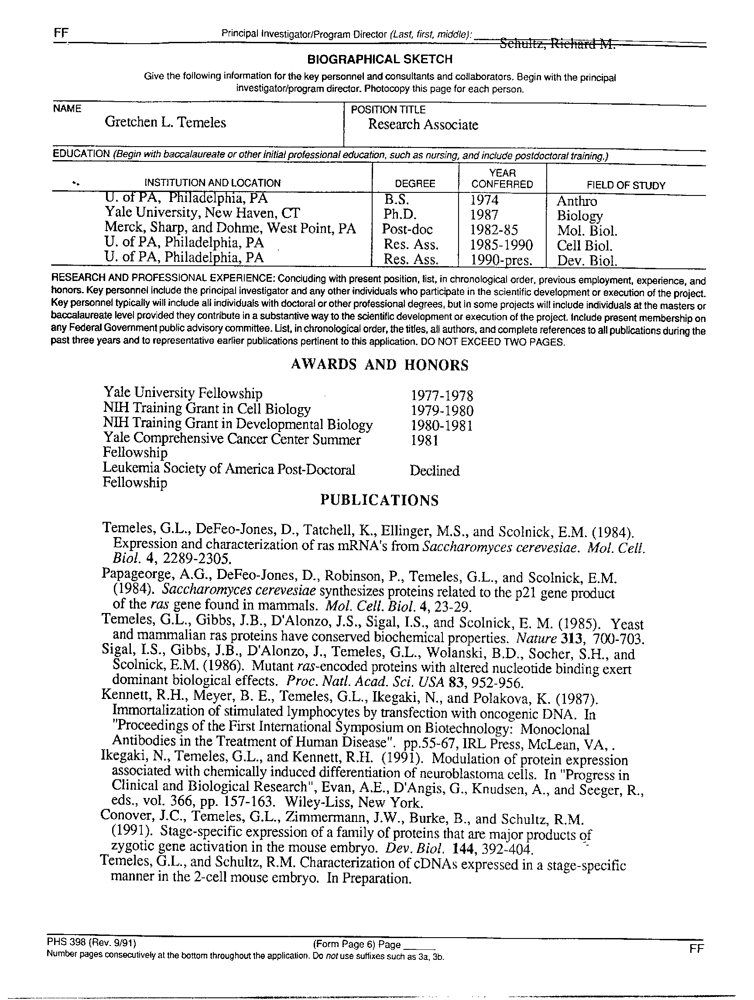 FF
Principal Investigator/Program Director (Last, first, middle): Schultz, Richard M.
BIOGRAPHICAL SKETCH
Give the following information for the key personnel and consultants and collaborators. Begin with the principal
investigator/program director. Photocopy this page for each person.
NAME
Gretchen L. Temeles
POSITION TITLE
Research Associate
EDUCATION (Begin with baccalaureate or other initial professional education, such as nursing, and include postdoctoral training.)
INSTITUTION AND LOCATION DEGREE YEAR CONFERRED FIELD OF STUDY
U. of PA, Philadelphia, PA B.S. 1974 Anthro
Yale University, New Haven, CT Ph.D. 1987 Biology
Merck, Sharp, and Dohme, West Point, PA Post-doc 1982-85 Mol. Biol.
U. of PA, Philadelphia, PA Res. Ass. 1985-1990 Cell Biol.
U. of PA, Philadelphia, PA Res. Ass. 1990-pres. Dev. Biol.
RESEARCH AND PROFESSIONAL EXPERIENCE: Concluding with present position, list, in chronological order, previous employment, experience, and
honors. Key personnel include the principal investigator and any other individuals who participate in the scientific development or execution of the project.
Key personnel typically will include all individuals with doctoral or other professional degrees, but in some projects will include individuals at the masters or
baccalaureate level provided they contribute in a substantive way to the scientific development or execution of the project. Include present membership on
any Federal Government public advisory committee. List, in chronological order, the titles, all authors, and complete references to all publications during the
past three years and to representative earlier publications pertinent to this application. DO NOT EXCEED TWO PAGES.
AWARDS AND HONORS
Yale University Fellowship 1977-1978
NIH Training Grant in Cell Biology 1979-1980
NIH Training Grant in Developmental Biology 1980-1981
Yale Comprehensive Cancer Center Summer 1981
Fellowship
Leukemia Society of America Post-Doctoral Declined
Fellowship
PUBLICATIONS
Temeles, G.L., DeFeo-Jones, D., Tatchell, K., Ellinger, M.S., and Scolnick, E.M. (1984).
Expression and characterization of ras mRNA's from Saccharomyces cerevesiae. Mol. Cell.
Biol. 4, 2289-2305.
Papageorge, A.G., DeFeo-Jones, D., Robinson, P., Temeles, G.L., and Scolnick, E.M.
(1984). Saccharomyces cerevesiae synthesizes proteins related to the p21 gene product
of the ras gene found in mammals. Mol. Cell. Biol. 4, 23-29.
Temeles, G.L., Gibbs, J.B., D'Alonzo, J.S., Sigal, I.S., and Scolnick, E. M. (1985). Yeast
and mammalian ras proteins have conserved biochemical properties. Nature 313, 700-703.
Sigal, I.S., Gibbs, J.B., D'Alonzo, J., Temeles, G.L., Wolanski, B.D., Socher, S.H., and
Scolnick, E.M. (1986). Mutant ras-encoded proteins with altered nucleotide binding exert
dominant biological effects. Proc. Natl. Acad. Sci. USA 83, 952-956.
Kennett, R.H., Meyer, B. E., Temeles, G.L., Ikegaki, N., and Polakova, K. (1987).
Immortalization of stimulated lymphocytes by transfection with oncogenic DNA. In
"Proceedings of the First International Symposium on Biotechnology: Monoclonal
Antibodies in the Treatment of Human Disease". pp.55-67, IRL Press, McLean, VA, .
Ikegaki, N., Temeles, G.L., and Kennett, R.H. (1991). Modulation of protein expression
associated with chemically induced differentiation of neuroblastoma cells. In "Progress in
Clinical and Biological Research", Evan, A.E., D'Angis, G., Knudsen, A., and Seeger, R.,
eds., vol. 366, pp. 157-163. Wiley-Liss, New York.
Conover, J.C., Temeles, G.L., Zimmermann, J.W., Burke, B., and Schultz, R.M.
(1991). Stage-specific expression of a family of proteins that are major products of
zygotic gene activation in the mouse embryo. Dev. Biol. 144, 392-404.
Temeles, G.L., and Schultz, R.M. Characterization of cDNAs expressed in a stage-specific
manner in the 2-cell mouse embryo. In Preparation.
PHS 398 (Rev. 9/91) (Form Page 6) Page ______ FF
Number pages consecutively at the bottom throughout the application. Do not use suffixes such as 3a, 3b.